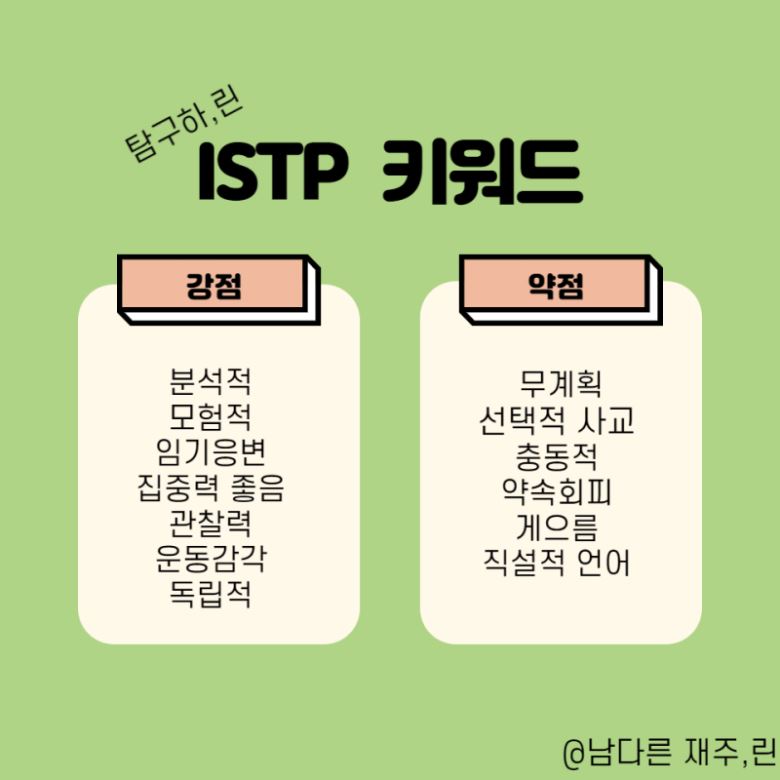 탐구하,린
ISTP 키워드
강점
분석적
모험적
임기응변
집중력 좋음
관찰력
운동감각
독립적
약점
무계획
선택적 사교
충동적
약속회피
게으름
직설적 언어
@남다른 재주,린